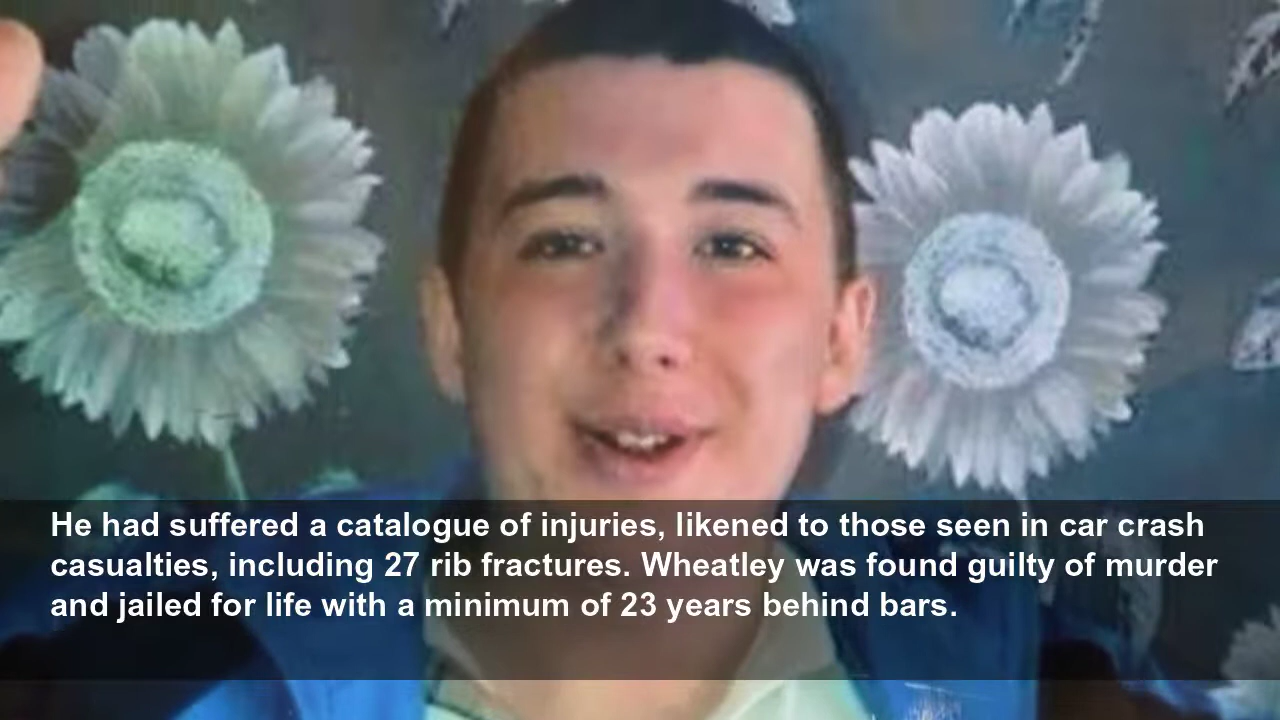 He had suffered a catalogue of injuries, likened to those seen in car crash
casualties, including 27 rib fractures. Wheatley was found guilty of murder
and jailed for life with a minimum of 23 years behind bars.